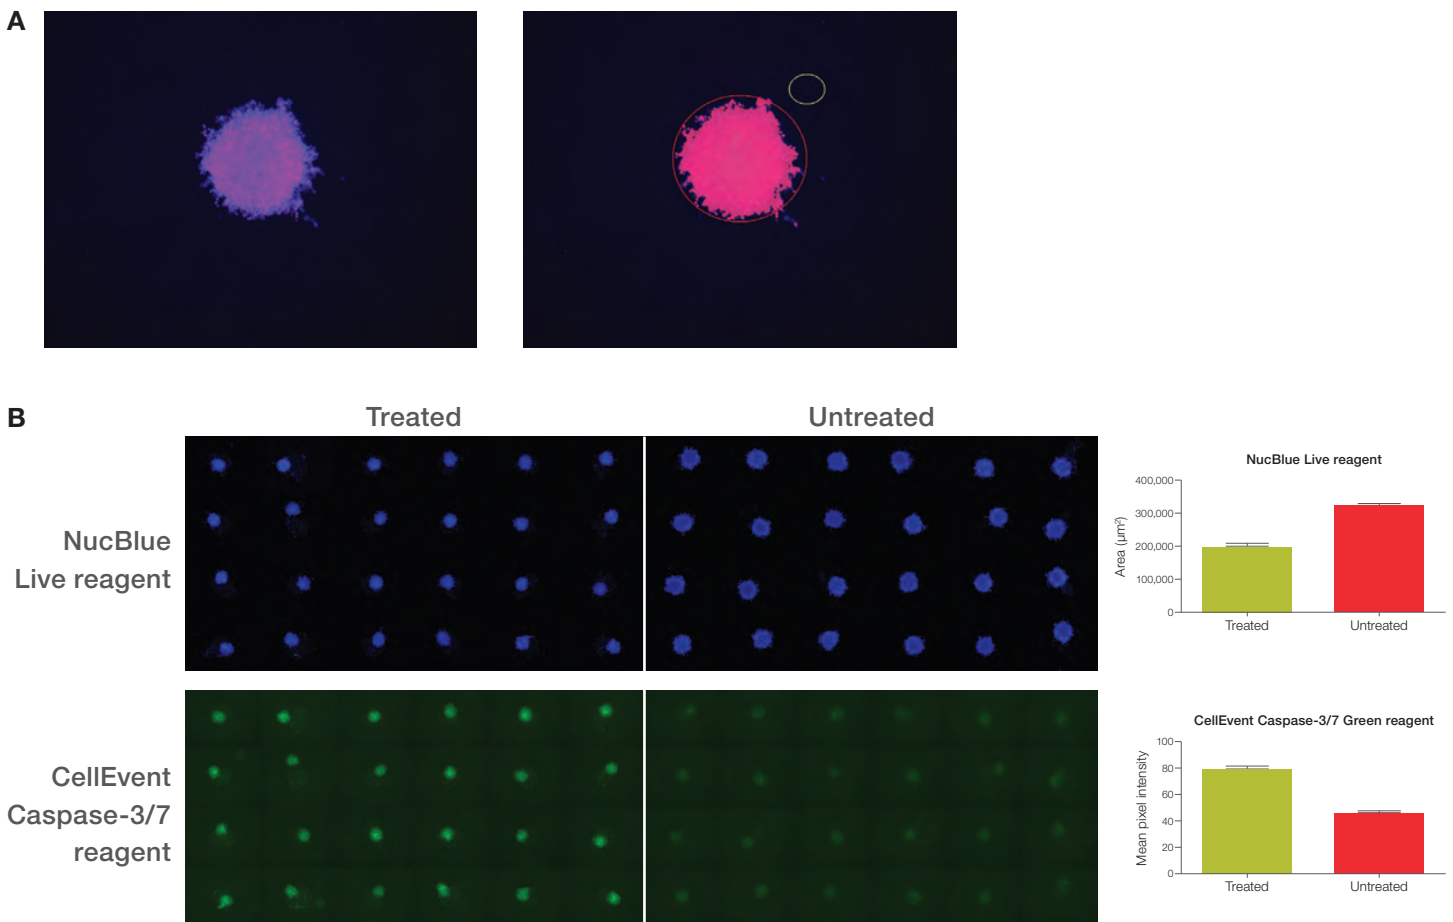 A
B
Treated
Untreated
NucBlue
Live reagent
NucBlue Live reagent
Area (µm²)
400,000
300,000
200,000
100,000
0
Treated
Untreated
CellEvent
Caspase-3/7
reagent
CellEvent Caspase-3/7 Green reagent
Mean pixel intensity
100
80
60
40
20
0
Treated
Untreated